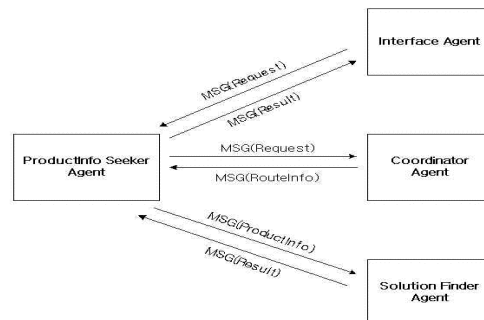 Interface Agent
MSG(Request)
MSG(Result)
ProductInfo Seeker
Agent
MSG(Request)
MSG(RouteInfo)
Coordinator
Agent
MSG(ProductInfo)
MSG(Result)
Solution Finder
Agent